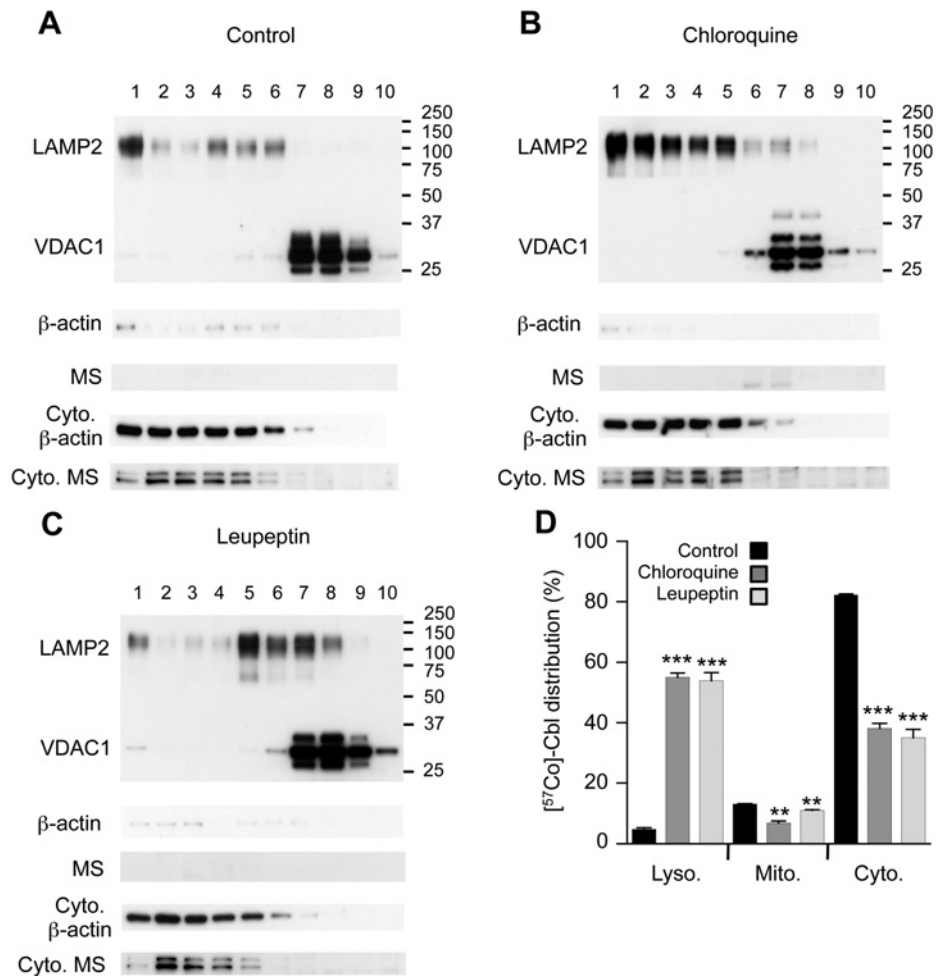 A
Control
1 2 3 4 5 6 7 8 9 10
LAMP2
VDAC1
250
150
100
75
50
37
25
β-actin
MS
Cyto.
β-actin
Cyto. MS
B
Chloroquine
1 2 3 4 5 6 7 8 9 10
LAMP2
VDAC1
250
150
100
75
50
37
25
β-actin
MS
Cyto.
β-actin
Cyto. MS
C
Leupeptin
1 2 3 4 5 6 7 8 9 10
LAMP2
VDAC1
250
150
100
75
50
37
25
β-actin
MS
Cyto.
β-actin
Cyto. MS
D
[57Co]-Cbl distribution (%)
100
80
60
40
20
0
Control
Chloroquine
Leupeptin
*** ***
** **
*** ***
Lyso. Mito. Cyto.